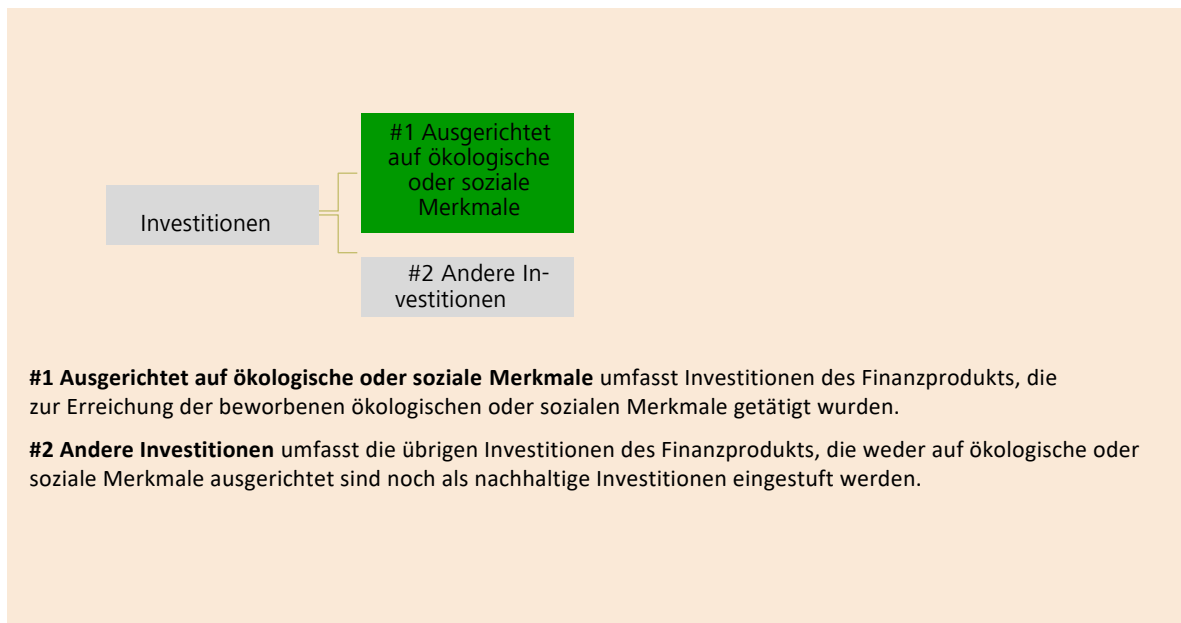 #1 Ausgerichtet
auf ökologische
oder soziale
Merkmale
Investitionen
#2 Andere In-
vestitionen
#1 Ausgerichtet auf ökologische oder soziale Merkmale umfasst Investitionen des Finanzprodukts, die
zur Erreichung der beworbenen ökologischen oder sozialen Merkmale getätigt wurden.
#2 Andere Investitionen umfasst die übrigen Investitionen des Finanzprodukts, die weder auf ökologische oder
soziale Merkmale ausgerichtet sind noch als nachhaltige Investitionen eingestuft werden.